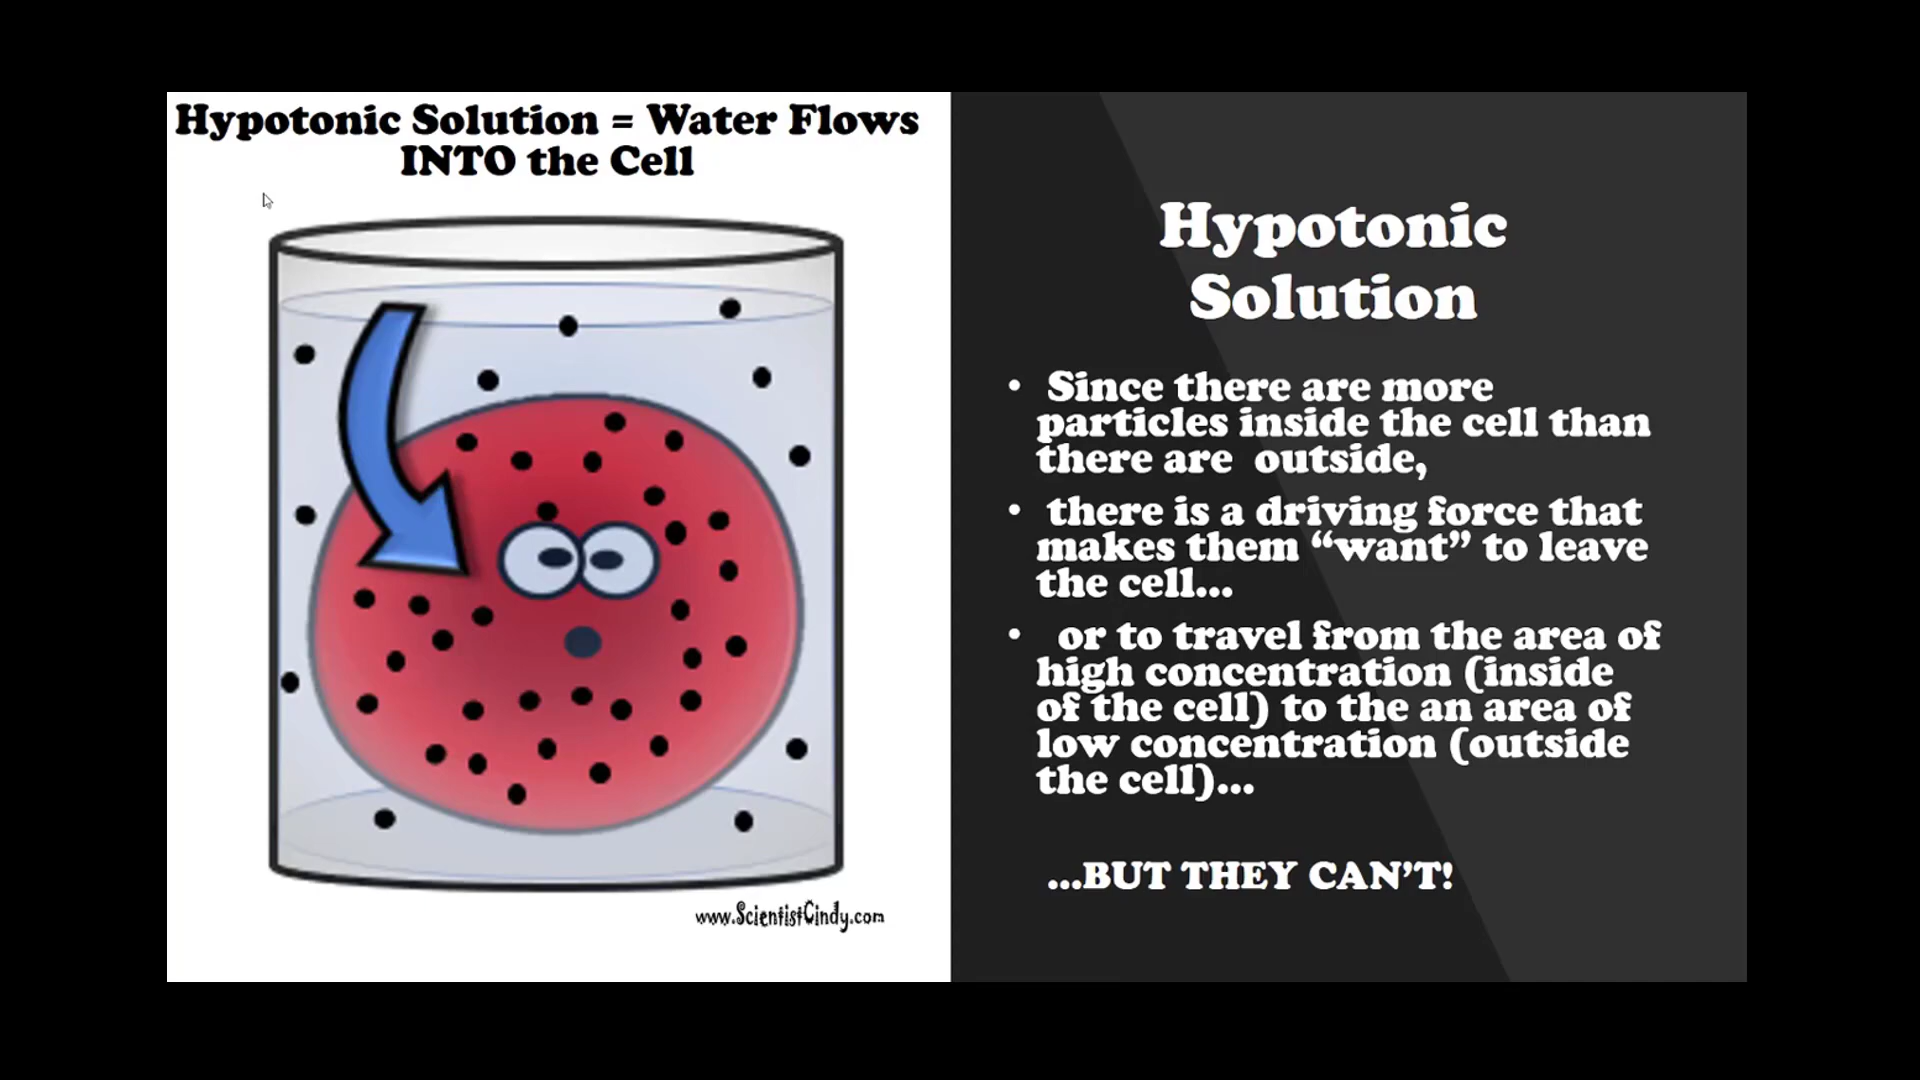 Hypotonic Solution = Water Flows
INTO the Cell
www.ScientistCindy.com
Hypotonic
Solution
• Since there are more
particles inside the cell than
there are outside,
• there is a driving force that
makes them “want” to leave
the cell...
• or to travel from the area of
high concentration (inside
of the cell) to the an area of
low concentration (outside
the cell)...
...BUT THEY CAN’T!